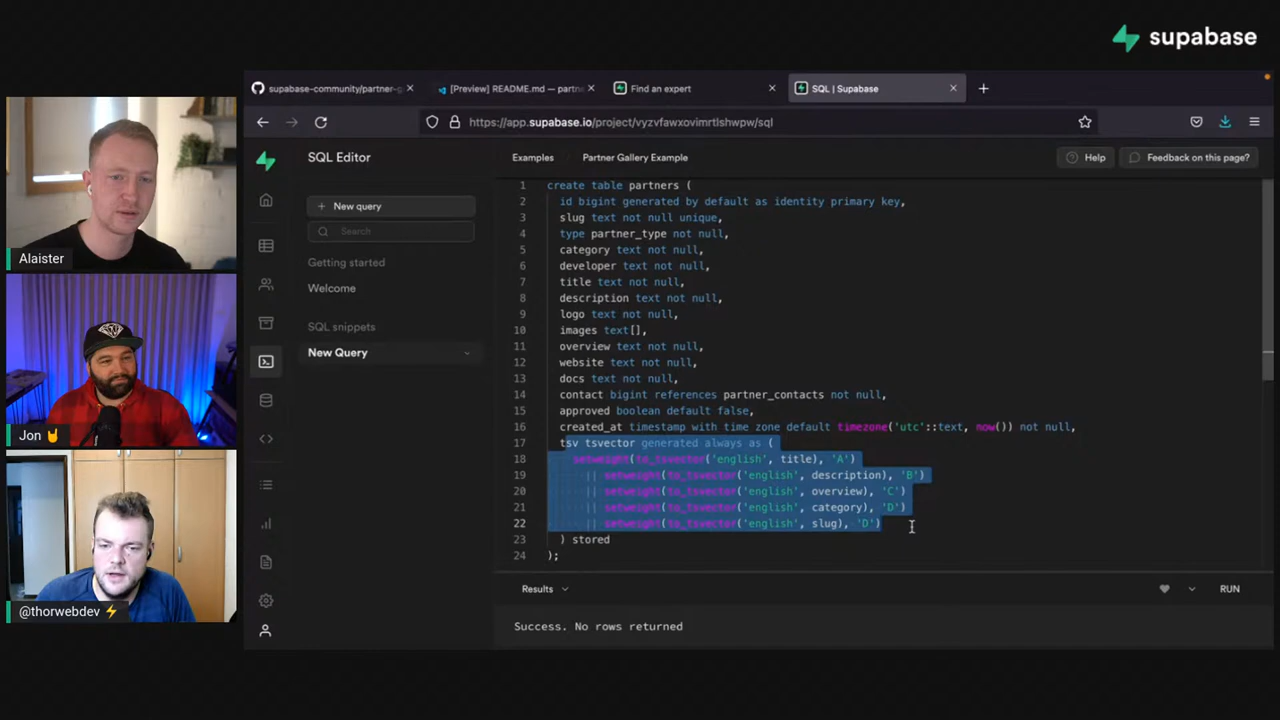 supabase
supabase-community/partner-g
[Preview] README.md — partne
Find an expert
SQL | Supabase
https://app.supabase.io/project/vyzvfawxovimrtlshwpw/sql
SQL Editor
Examples
Partner Gallery Example
Help
Feedback on this page?
New query
Search
Getting started
Welcome
SQL snippets
New Query
1 create table partners (
2 id bigint generated by default as identity primary key,
3 slug text not null unique,
4 type partner_type not null,
5 category text not null,
6 developer text not null,
7 title text not null,
8 description text not null,
9 logo text not null,
10 images text[],
11 overview text not null,
12 website text not null,
13 docs text not null,
14 contact bigint references partner_contacts not null,
15 approved boolean default false,
16 created_at timestamp with time zone default timezone('utc'::text, now()) not null,
17 tsv tsvector generated always as (
18 setweight(to_tsvector('english', title), 'A')
19 || setweight(to_tsvector('english', description), 'B')
20 || setweight(to_tsvector('english', overview), 'C')
21 || setweight(to_tsvector('english', category), 'D')
22 || setweight(to_tsvector('english', slug), 'D')
23 ) stored
24 );
Results
RUN
Success. No rows returned
Alaister
Jon 🤘
@thorwebdev ⚡